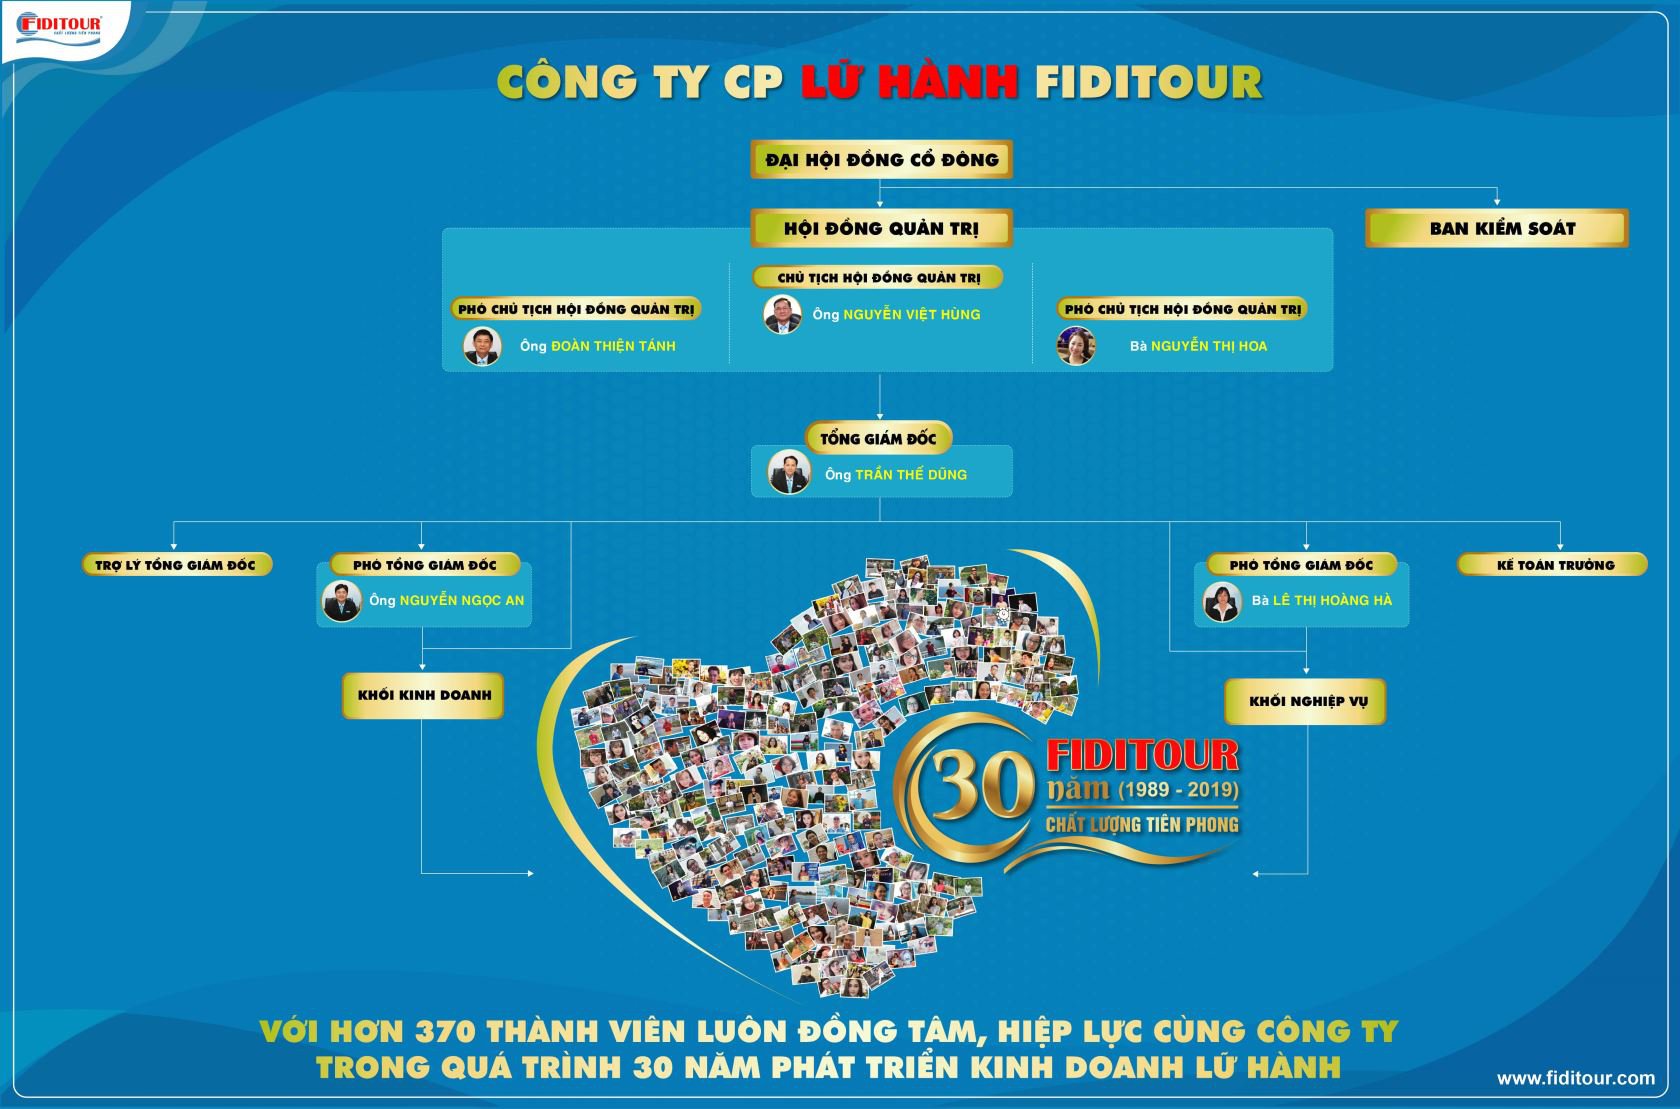 FIDITOUR
CHẤT LƯỢNG TIÊN PHONG
CÔNG TY CP LỮ HÀNH FIDITOUR
ĐẠI HỘI ĐỒNG CỔ ĐÔNG
HỘI ĐỒNG QUẢN TRỊ
BAN KIỂM SOÁT
CHỦ TỊCH HỘI ĐỒNG QUẢN TRỊ
Ông NGUYỄN VIỆT HÙNG
PHÓ CHỦ TỊCH HỘI ĐỒNG QUẢN TRỊ
Ông ĐOÀN THIỆN TÁNH
PHÓ CHỦ TỊCH HỘI ĐỒNG QUẢN TRỊ
Bà NGUYỄN THỊ HOA
TỔNG GIÁM ĐỐC
Ông TRẦN THẾ DŨNG
TRỢ LÝ TỔNG GIÁM ĐỐC
PHÓ TỔNG GIÁM ĐỐC
Ông NGUYỄN NGỌC AN
PHÓ TỔNG GIÁM ĐỐC
Bà LÊ THỊ HOÀNG HÀ
KẾ TOÁN TRƯỞNG
KHỐI KINH DOANH
KHỐI NGHIỆP VỤ
30
FIDITOUR
năm (1989 - 2019)
CHẤT LƯỢNG TIÊN PHONG
VỚI HƠN 370 THÀNH VIÊN LUÔN ĐỒNG TÂM, HIỆP LỰC CÙNG CÔNG TY
TRONG QUÁ TRÌNH 30 NĂM PHÁT TRIỂN KINH DOANH LỮ HÀNH
www.fiditour.com